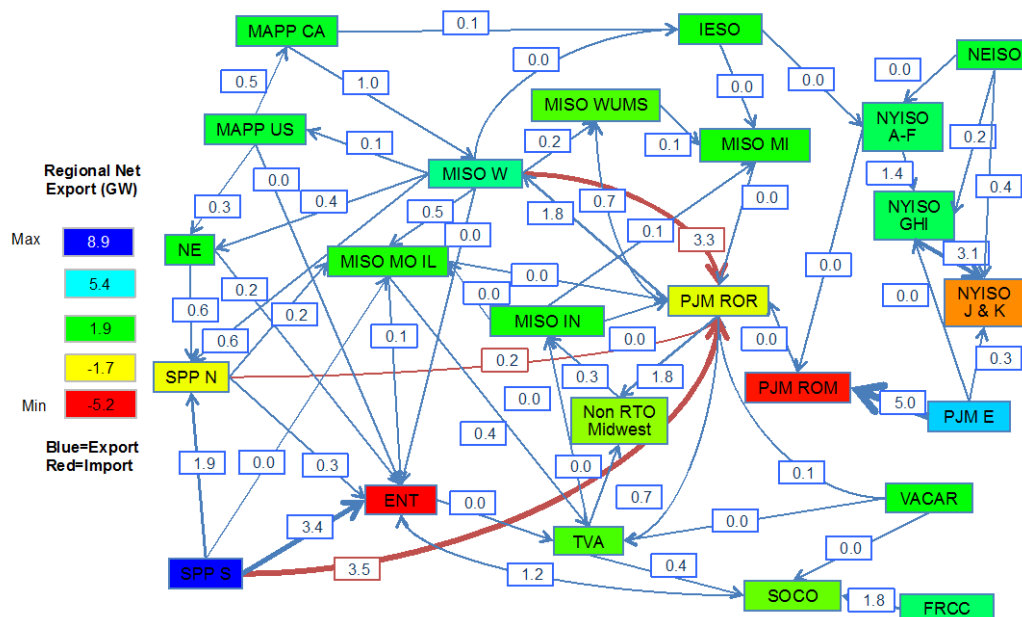 MAPP CA
0.1
IESO
0.0
0.0
0.0
NEISO
0.5
1.0
0.0
MISO WUMS
NYISO
A-F
MAPP US
0.1
0.2
0.1
MISO MI
0.2
Regional Net
Export (GW)
0.0
MISO W
1.4
0.4
0.3
0.4
0.5
1.8
0.7
0.0
NYISO
GHI
Max
8.9
NE
0.0
0.1
3.3
3.1
5.4
MISO MO IL
0.2
0.0
0.0
0.0
0.0
1.9
0.6
0.2
0.0
MISO IN
PJM ROR
NYISO
J & K
0.6
0.1
0.0
0.0
-1.7
SPP N
0.2
0.3
1.8
0.3
Min
-5.2
0.0
PJM ROM
5.0
PJM E
Non RTO
Midwest
Blue=Export
Red=Import
0.4
1.9
0.0
0.3
0.0
0.1
ENT
0.0
0.7
VACAR
3.4
0.0
TVA
0.0
SPP S
3.5
1.2
0.4
SOCO
1.8
FRCC